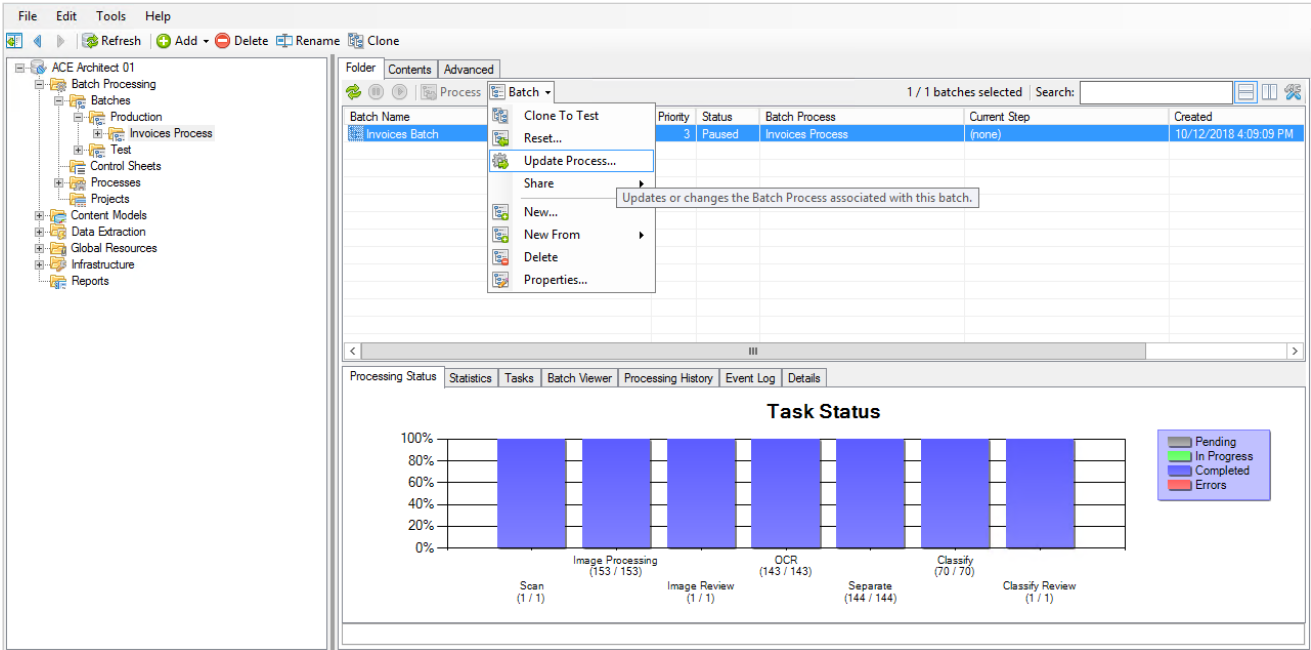 File Edit Tools Help
Refresh Add Delete Rename Clone
ACE Architect 01
Batch Processing
Batches
Production
Invoices Process
Test
Control Sheets
Processes
Projects
Content Models
Data Extraction
Global Resources
Infrastructure
Reports
Folder Contents Advanced
Process Batch 1 / 1 batches selected Search:
Batch Name Priority Status Batch Process Current Step Created
Invoices Batch 3 Paused Invoices Process (none) 10/12/2018 4:09:09 PM
Clone To Test
Reset...
Update Process...
Share
Updates or changes the Batch Process associated with this batch.
New...
New From
Delete
Properties...
Processing Status Statistics Tasks Batch Viewer Processing History Event Log Details
Task Status
100%
80%
60%
40%
20%
0%
Pending
In Progress
Completed
Errors
Image Processing OCR Classify
(153 / 153) (143 / 143) (70 / 70)
Scan Image Review Separate Classify Review
(1 / 1) (1 / 1) (144 / 144) (1 / 1)